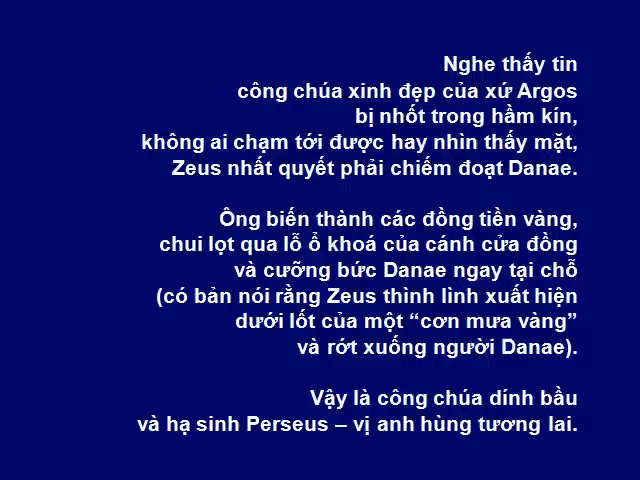 Nghe thấy tin
công chúa xinh đẹp của xứ Argos
bị nhốt trong hầm kín,
không ai chạm tới được hay nhìn thấy mặt,
Zeus nhất quyết phải chiếm đoạt Danae.
Ông biến thành các đồng tiền vàng,
chui lọt qua lỗ ổ khoá của cánh cửa đồng
và cưỡng bức Danae ngay tại chỗ
(có bản nói rằng Zeus thình lình xuất hiện
dưới lốt của một “cơn mưa vàng”
và rớt xuống người Danae).
Vậy là công chúa dính bầu
và hạ sinh Perseus – vị anh hùng tương lai.